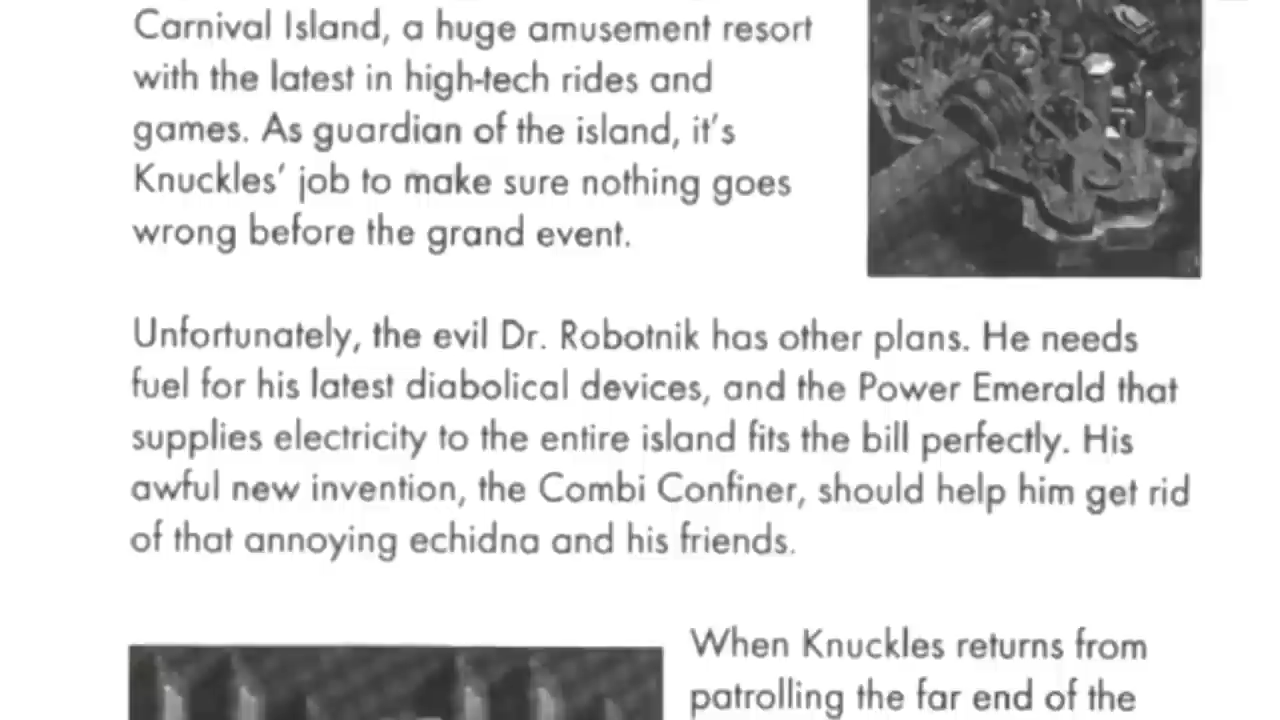 Carnival Island, a huge amusement resort
with the latest in high-tech rides and
games. As guardian of the island, it's
Knuckles' job to make sure nothing goes
wrong before the grand event.
Unfortunately, the evil Dr. Robotnik has other plans. He needs
fuel for his latest diabolical devices, and the Power Emerald that
supplies electricity to the entire island fits the bill perfectly. His
awful new invention, the Combi Confiner, should help him get rid
of that annoying echidna and his friends.
When Knuckles returns from
patrolling the far end of the